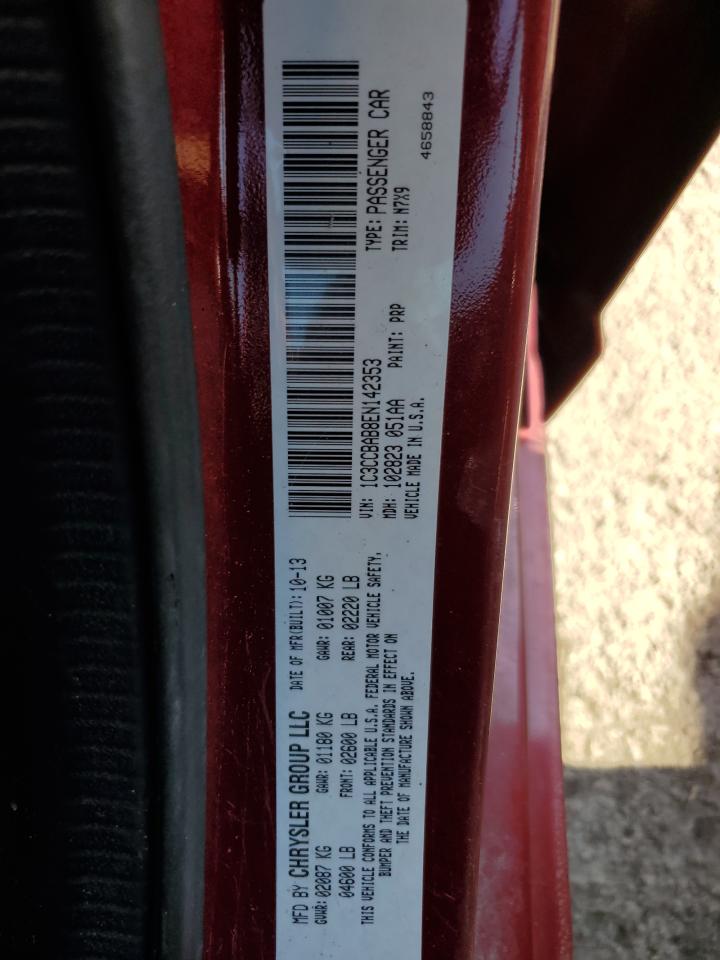 MFD BY CHRYSLER GROUP LLC DATE OF MFR(BUILT): 10-13
GVWR: 02087 KG GAWR: 01180 KG GAWR: 01007 KG
04600 LB FRONT: 02600 LB REAR: 02220 LB
THIS VEHICLE CONFORMS TO ALL APPLICABLE U.S.A. FEDERAL MOTOR VEHICLE SAFETY,
BUMPER AND THEFT PREVENTION STANDARDS IN EFFECT ON
THE DATE OF MANUFACTURE SHOWN ABOVE.
VIN: 1C3CCBAB8EN142353 TYPE: PASSENGER CAR
MDH: 102823 051AA PAINT: PRP TRIM: N7X9
VEHICLE MADE IN U.S.A.
4658843